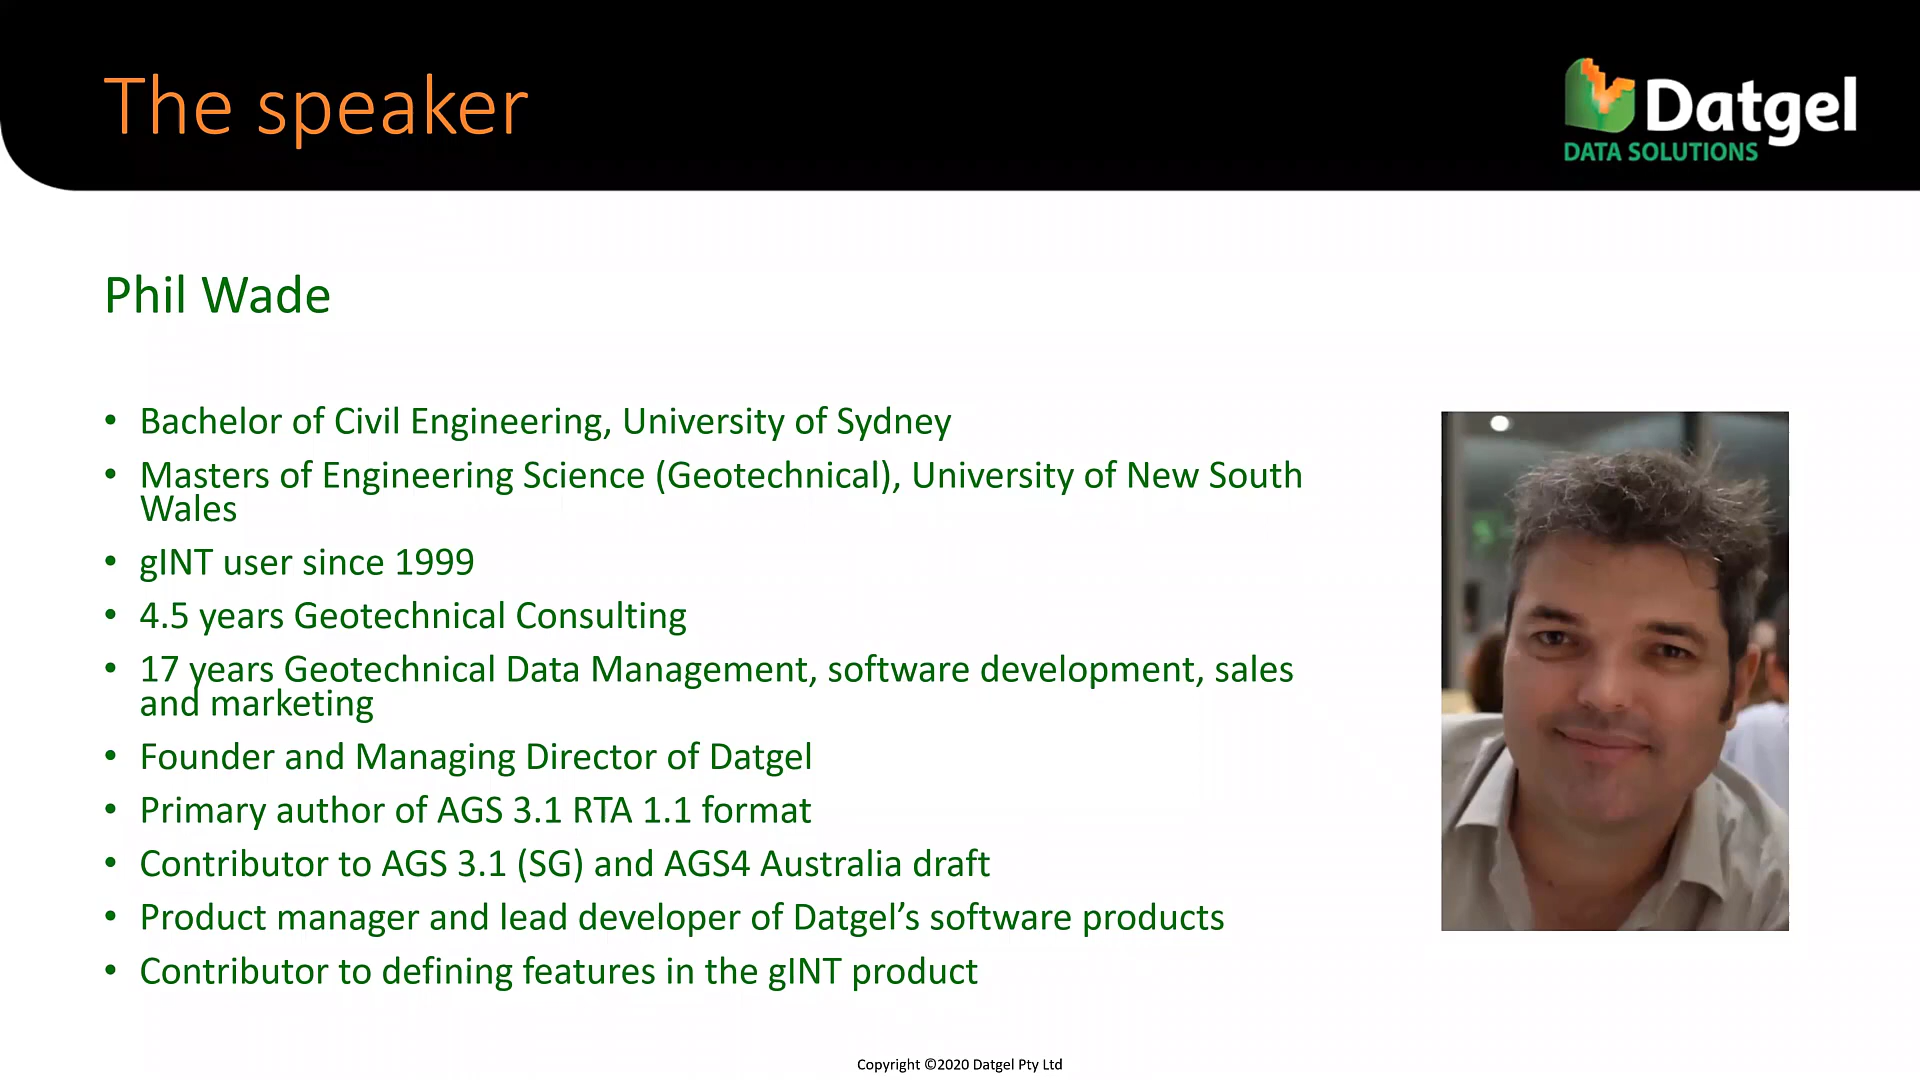 The speaker
Datgel
DATA SOLUTIONS
Phil Wade
• Bachelor of Civil Engineering, University of Sydney
• Masters of Engineering Science (Geotechnical), University of New South
Wales
• gINT user since 1999
• 4.5 years Geotechnical Consulting
• 17 years Geotechnical Data Management, software development, sales
and marketing
• Founder and Managing Director of Datgel
• Primary author of AGS 3.1 RTA 1.1 format
• Contributor to AGS 3.1 (SG) and AGS4 Australia draft
• Product manager and lead developer of Datgel’s software products
• Contributor to defining features in the gINT product
Copyright ©2020 Datgel Pty Ltd